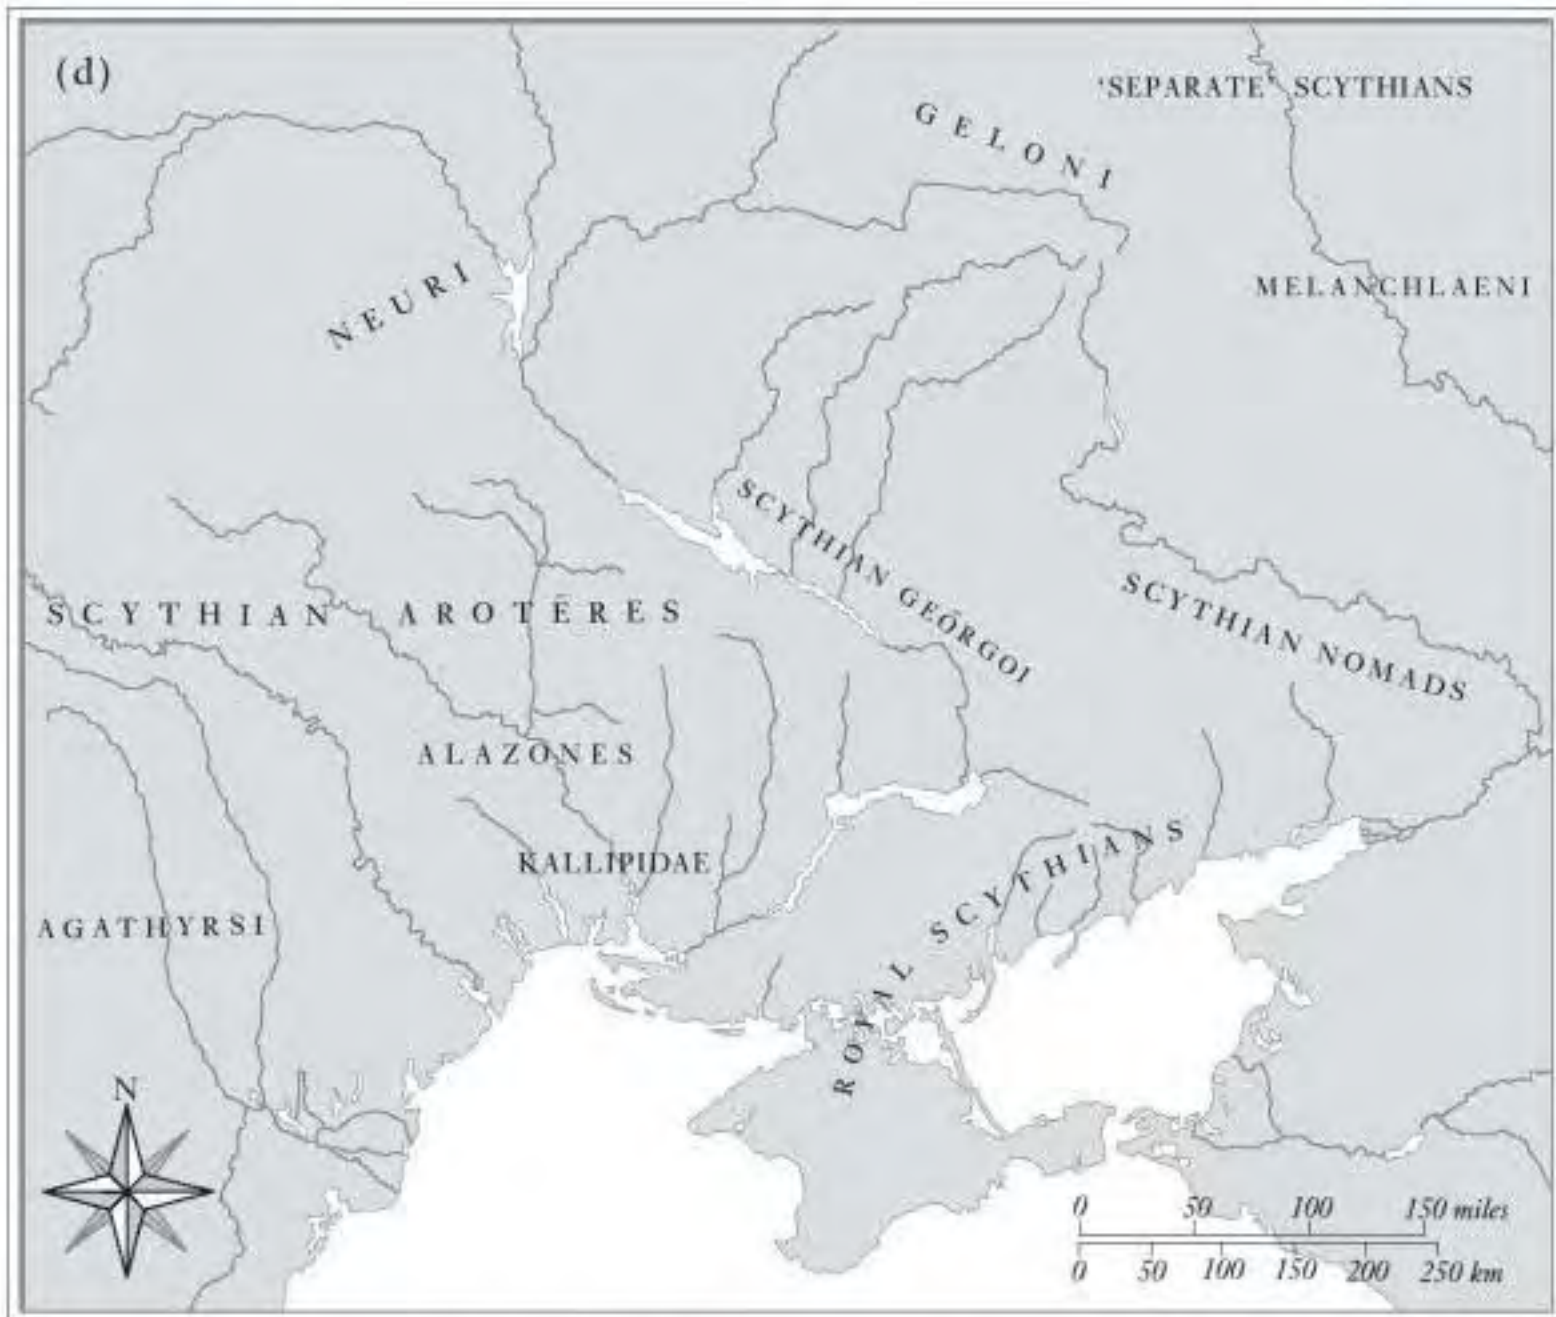 (d)
'SEPARATE' SCYTHIANS
GELONI
NEURI
MELANCHLAENI
SCYTHIAN GEŌRGOI
SCYTHIAN NOMADS
SCYTHIAN AROTĒRES
ALAZONES
KALLIPIDAE
AGATHYRSI
ROYAL SCYTHIANS
N
0 50 100 150 miles
0 50 100 150 200 250 km